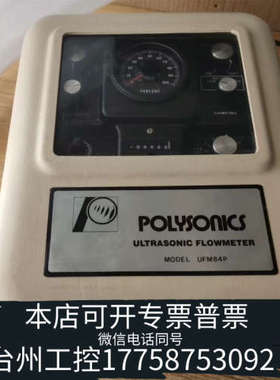 PERCENT
POLYSONICS
ULTRASONIC FLOWMETER
MODEL UFM84P
本店可开专票普票
微信电话同号
台州工控17758753092